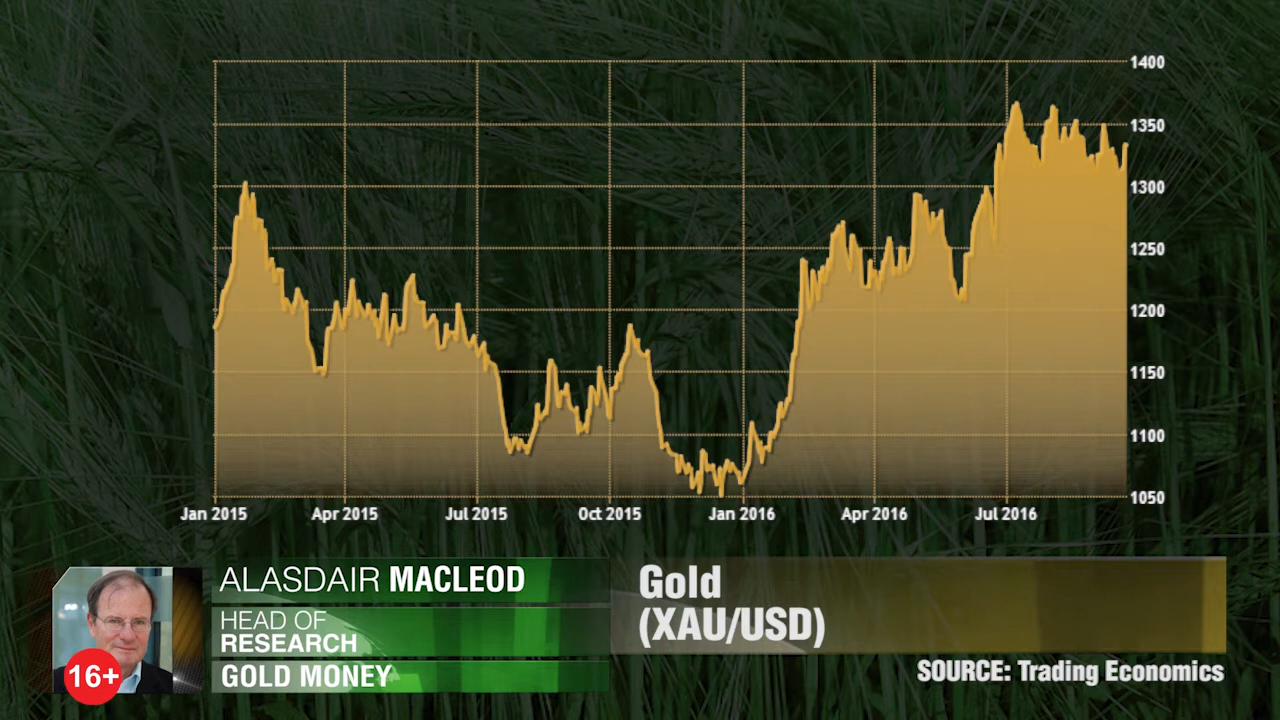 1400
1350
1300
1250
1200
1150
1100
1050
Jan 2015 Apr 2015 Jul 2015 Oct 2015 Jan 2016 Apr 2016 Jul 2016
ALASDAIR MACLEOD
HEAD OF
RESEARCH
GOLD MONEY
16+
Gold
(XAU/USD)
SOURCE: Trading Economics